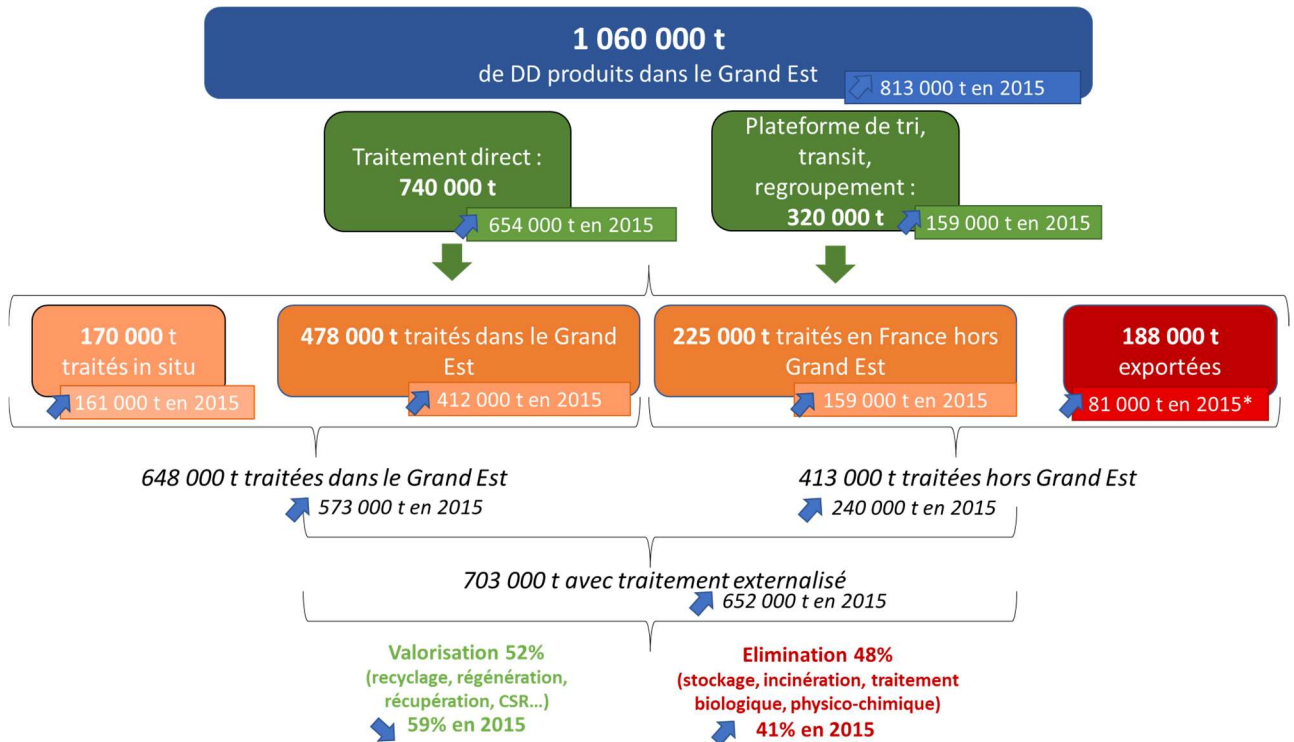 1 060 000 t
de DD produits dans le Grand Est
813 000 t en 2015
Traitement direct :
740 000 t
654 000 t en 2015
Plateforme de tri,
transit,
regroupement :
320 000 t
159 000 t en 2015
170 000 t
traités in situ
161 000 t en 2015
478 000 t traités dans le Grand
Est
412 000 t en 2015
225 000 t traités en France hors
Grand Est
159 000 t en 2015
188 000 t
exportées
81 000 t en 2015*
648 000 t traitées dans le Grand Est
573 000 t en 2015
413 000 t traitées hors Grand Est
240 000 t en 2015
703 000 t avec traitement externalisé
652 000 t en 2015
Valorisation 52%
(recyclage, régénération,
récupération, CSR...)
59% en 2015
Elimination 48%
(stockage, incinération, traitement
biologique, physico-chimique)
41% en 2015